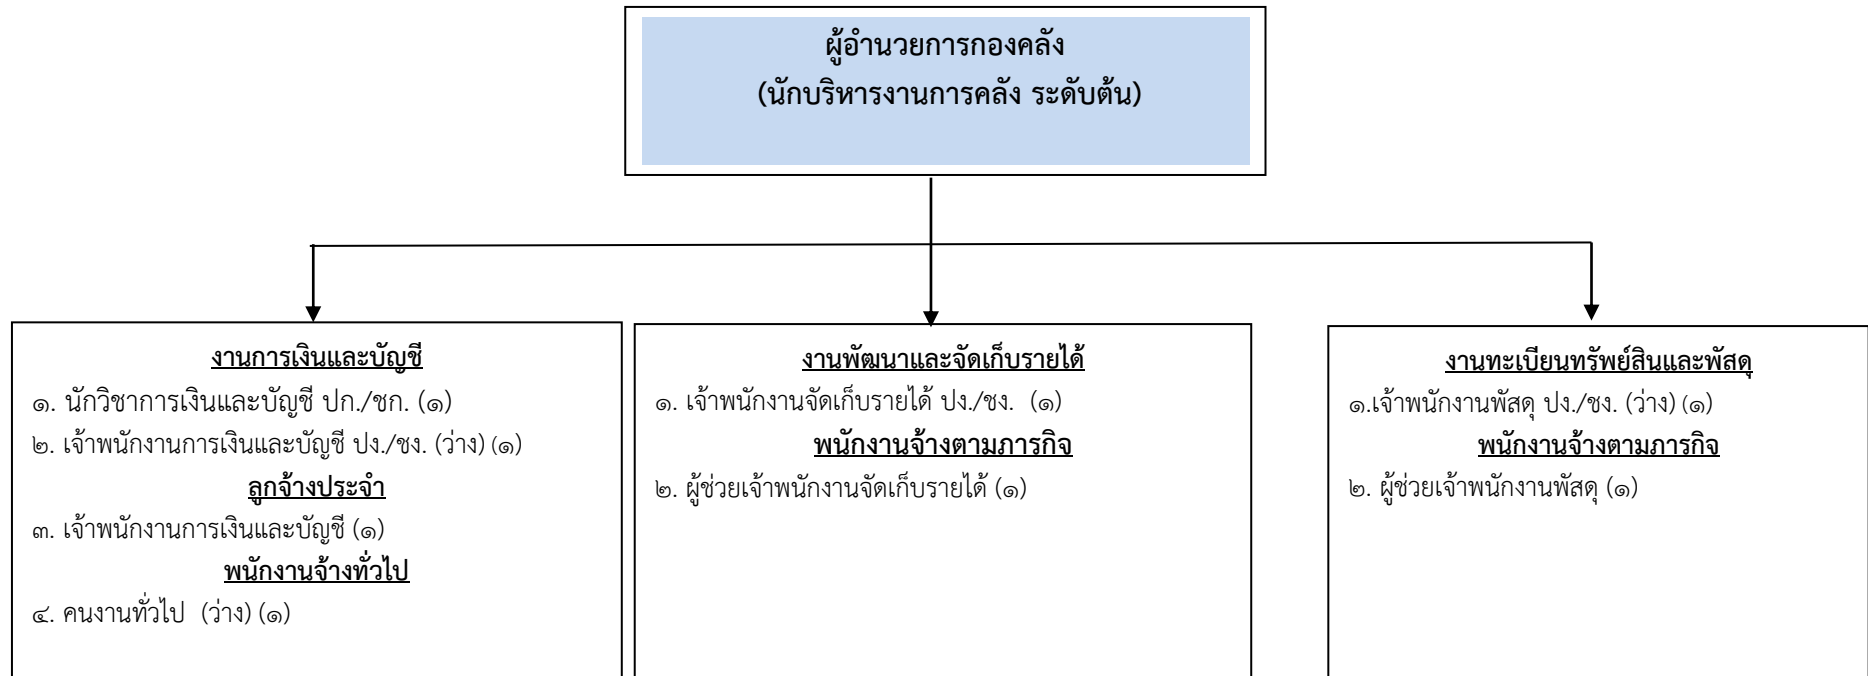 ผู้อำนวยการกองคลัง
(นักบริหารงานการคลัง ระดับต้น)
งานการเงินและบัญชี
๑. นักวิชาการเงินและบัญชี ปก./ชก. (๑)
๒. เจ้าพนักงานการเงินและบัญชี ปง./ชง. (ว่าง) (๑)
ลูกจ้างประจำ
๓. เจ้าพนักงานการเงินและบัญชี (๑)
พนักงานจ้างทั่วไป
๔. คนงานทั่วไป (ว่าง) (๑)
งานพัฒนาและจัดเก็บรายได้
๑. เจ้าพนักงานจัดเก็บรายได้ ปง./ชง. (๑)
พนักงานจ้างตามภารกิจ
๒. ผู้ช่วยเจ้าพนักงานจัดเก็บรายได้ (๑)
งานทะเบียนทรัพย์สินและพัสดุ
๑.เจ้าพนักงานพัสดุ ปง./ชง. (ว่าง) (๑)
พนักงานจ้างตามภารกิจ
๒. ผู้ช่วยเจ้าพนักงานพัสดุ (๑)